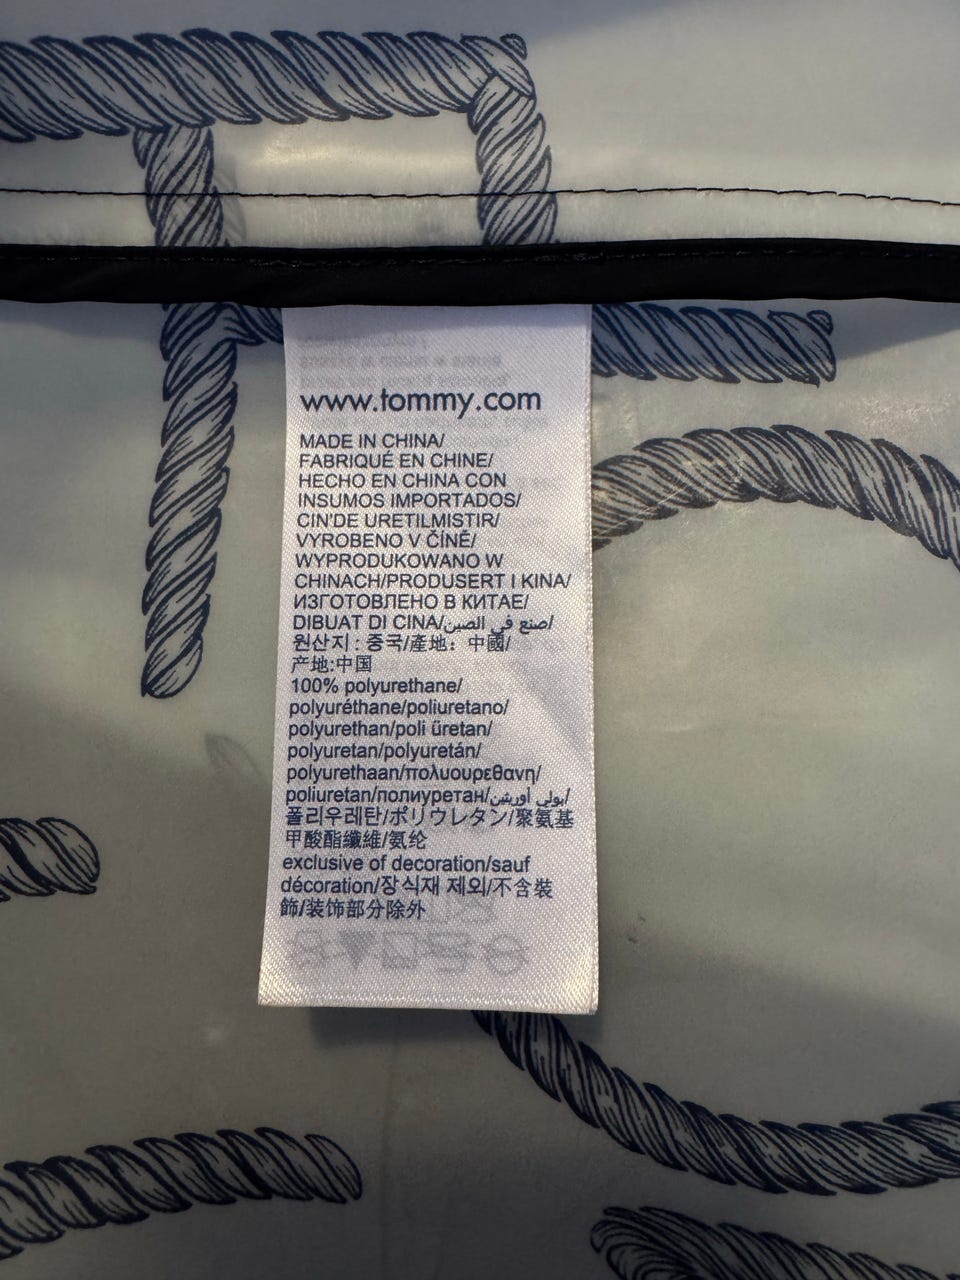 www.tommy.com
MADE IN CHINA/
FABRIQUÉ EN CHINE/
HECHO EN CHINA CON
INSUMOS IMPORTADOS/
CIN'DE URETILMISTIR/
VYROBENO V ČÍNĚ/
WYPRODUKOWANO W
CHINACH/PRODUSERT I KINA/
ИЗГОТОВЛЕНО В КИТАЕ/
DIBUAT DI CINA/صنع في الصين/
원산지 : 중국/產地：中國/
产地:中国
100% polyurethane/
polyuréthane/poliuretano/
polyurethan/poli üretan/
polyuretan/polyuretán/
polyurethaan/πολυουρεθανη/
poliuretan/полиуретан/بولي أوريثين/
폴리우레탄/ポリウレタン/聚氨基
甲酸酯纖維/氨纶
exclusive of decoration/sauf
décoration/장식재 제외/不含裝
飾/装饰部分除外